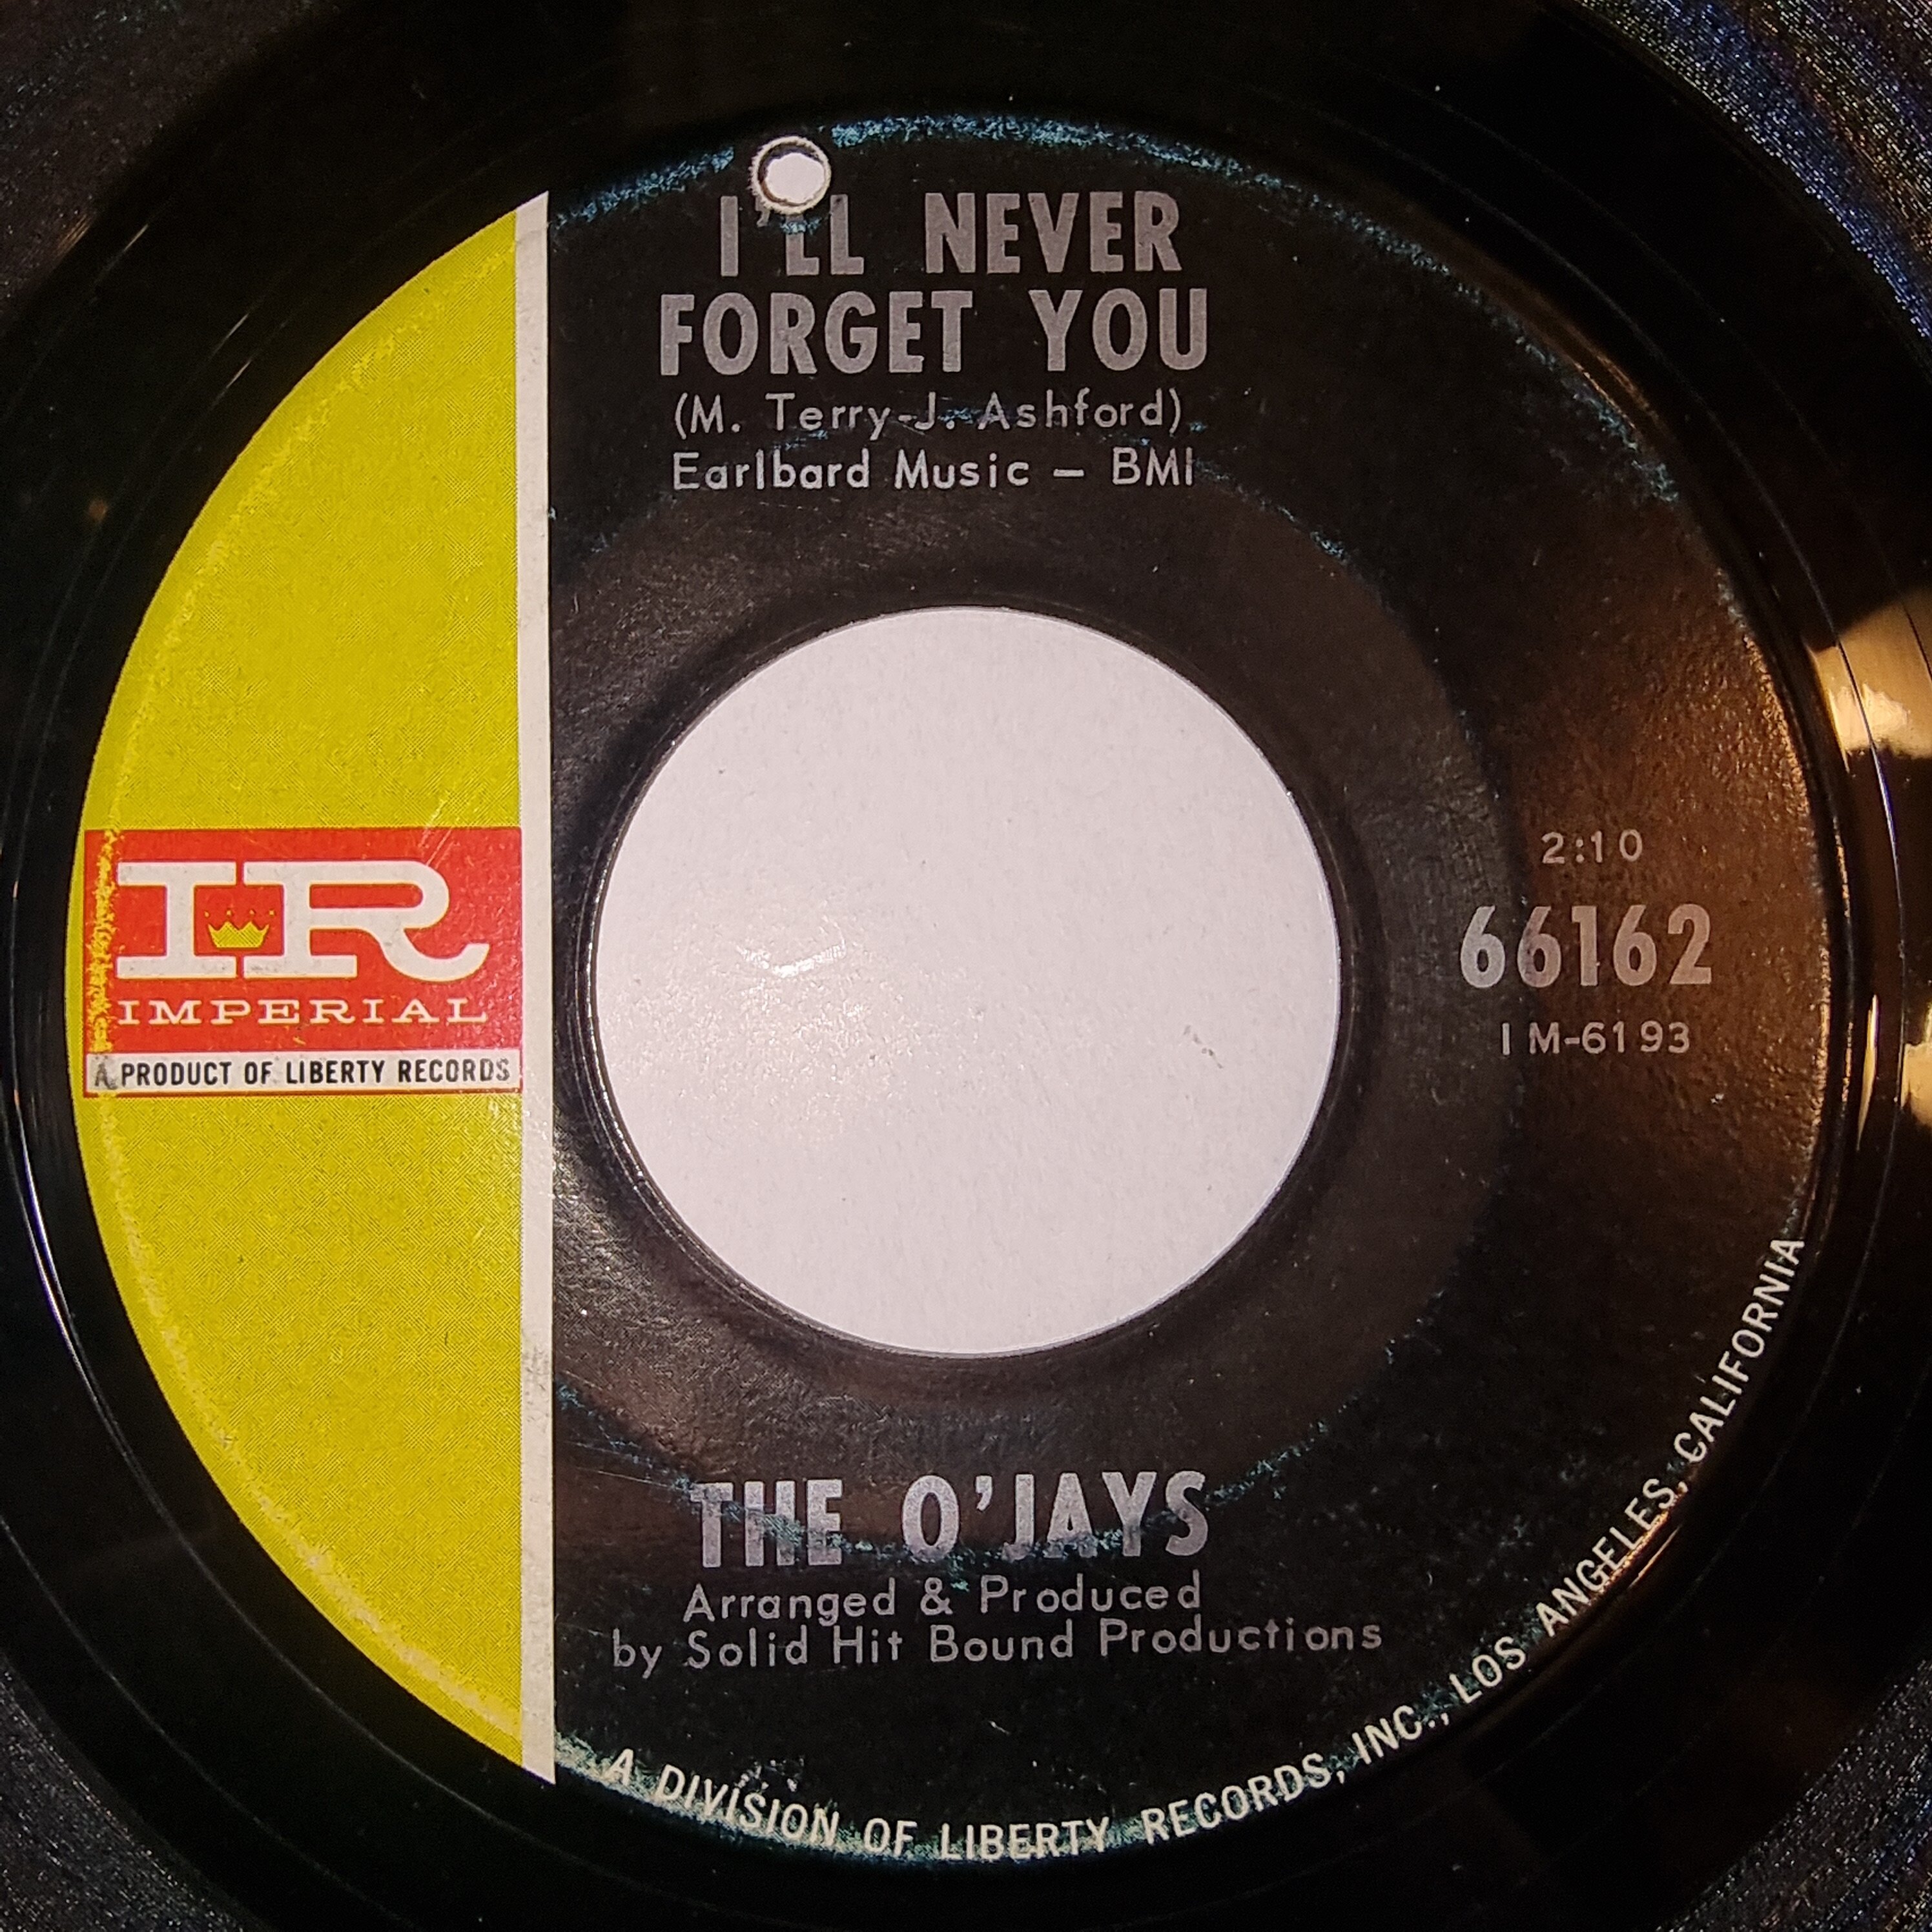 I'LL NEVER
FORGET YOU
(M. Terry-J. Ashford)
Earlbard Music — BMI
IR
IMPERIAL
A PRODUCT OF LIBERTY RECORDS
2:10
66162
IM-6193
THE O'JAYS
Arranged & Produced
by Solid Hit Bound Productions
A DIVISION OF LIBERTY RECORDS, INC., LOS ANGELES, CALIFORNIA